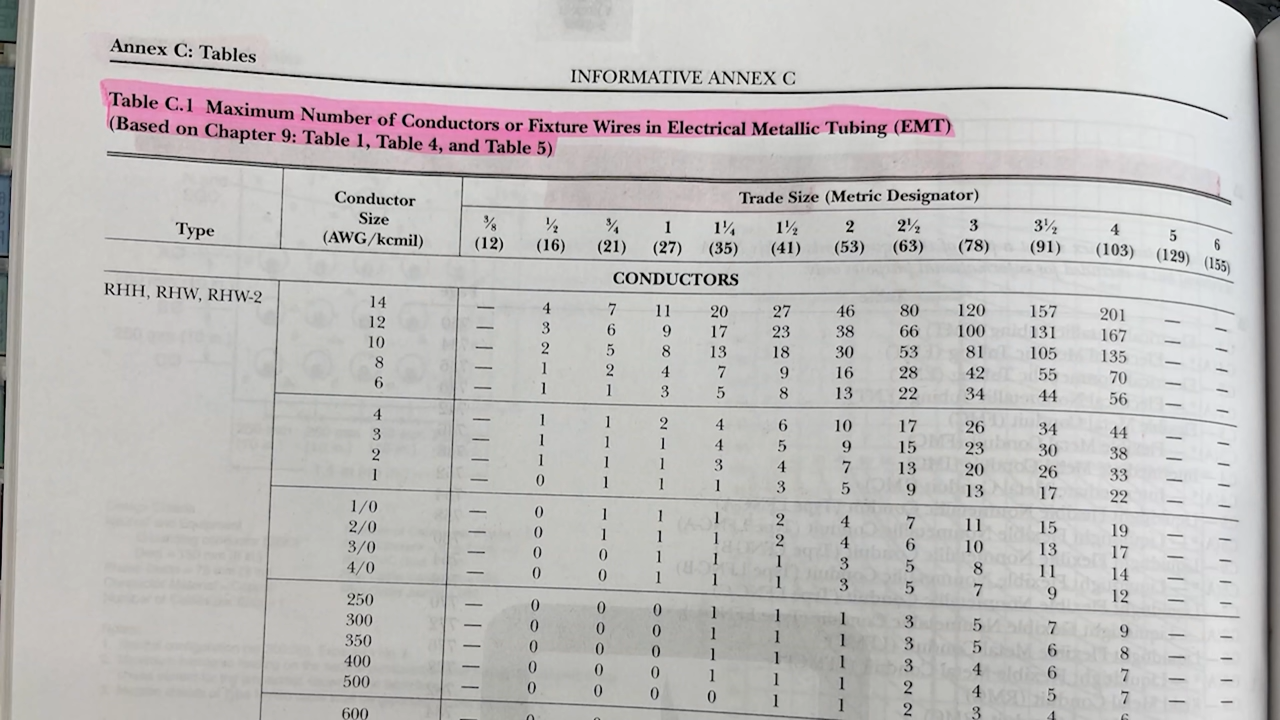 Annex C: Tables
INFORMATIVE ANNEX C
Table C.1 Maximum Number of Conductors or Fixture Wires in Electrical Metallic Tubing (EMT)
(Based on Chapter 9: Table 1, Table 4, and Table 5)
Type Conductor Size (AWG/kcmil) Trade Size (Metric Designator)
⅜ ½ ¾ 1 1¼ 1½ 2 2½ 3 3½ 4 5 6
(12) (16) (21) (27) (35) (41) (53) (63) (78) (91) (103) (129) (155)
CONDUCTORS
RHH, RHW, RHW-2 14 — 4 7 11 20 27 46 80 120 157 201 — —
12 — 3 6 9 17 23 38 66 100 131 167 — —
10 — 2 5 8 13 18 30 53 81 105 135 — —
8 — 1 2 4 7 9 16 28 42 55 70 — —
6 — 1 1 3 5 8 13 22 34 44 56 — —
4 — 1 1 2 4 6 10 17 26 34 44 — —
3 — 1 1 1 4 5 9 15 23 30 38 — —
2 — 1 1 1 3 4 7 13 20 26 33 — —
1 — 0 1 1 1 3 5 9 13 17 22 — —
1/0 — 0 1 1 1 2 4 7 11 15 19 — —
2/0 — 0 1 1 1 2 4 6 10 13 17 — —
3/0 — 0 0 1 1 1 3 5 8 11 14 — —
4/0 — 0 0 1 1 1 3 5 7 9 12 — —
250 — 0 0 0 1 1 1 3 5 7 9 — —
300 — 0 0 0 1 1 1 3 5 6 8 — —
350 — 0 0 0 1 1 1 3 4 6 7 — —
400 — 0 0 0 1 1 1 2 4 5 7 — —
500 — 0 0 0 0 1 1 2 3 4 6 — —
600